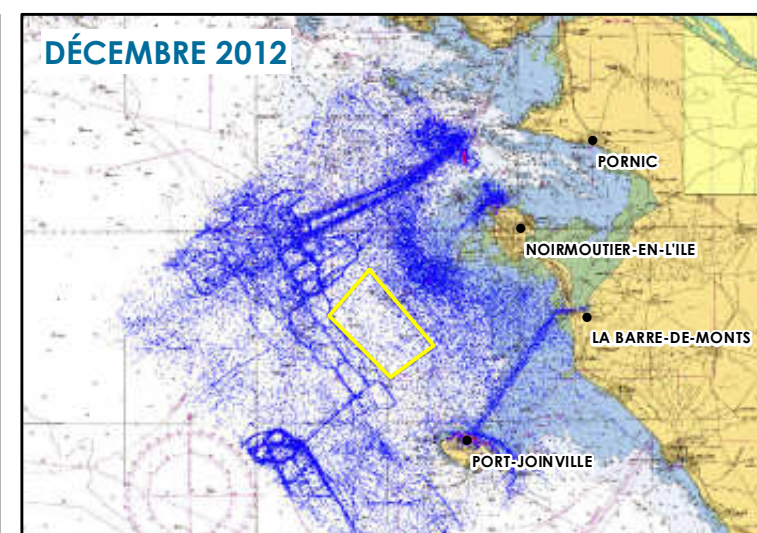 DÉCEMBRE 2012
PORNIC
NOIRMOUTIER-EN-L'ILE
LA BARRE-DE-MONTS
PORT-JOINVILLE